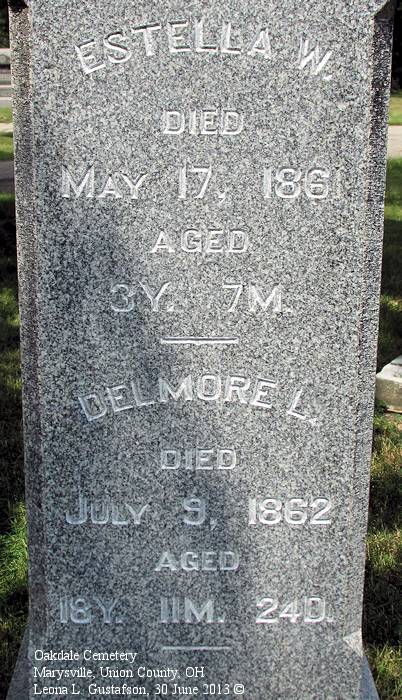 ESTELLA W.
DIED
MAY 17, 1861
AGED
3Y. 7M.
DELMORE L.
DIED
JULY 9, 1862
AGED
18Y. 11M. 24D.
Oakdale Cemetery
Marysville, Union County, OH
Leona L. Gustafson, 30 June 2013 ©